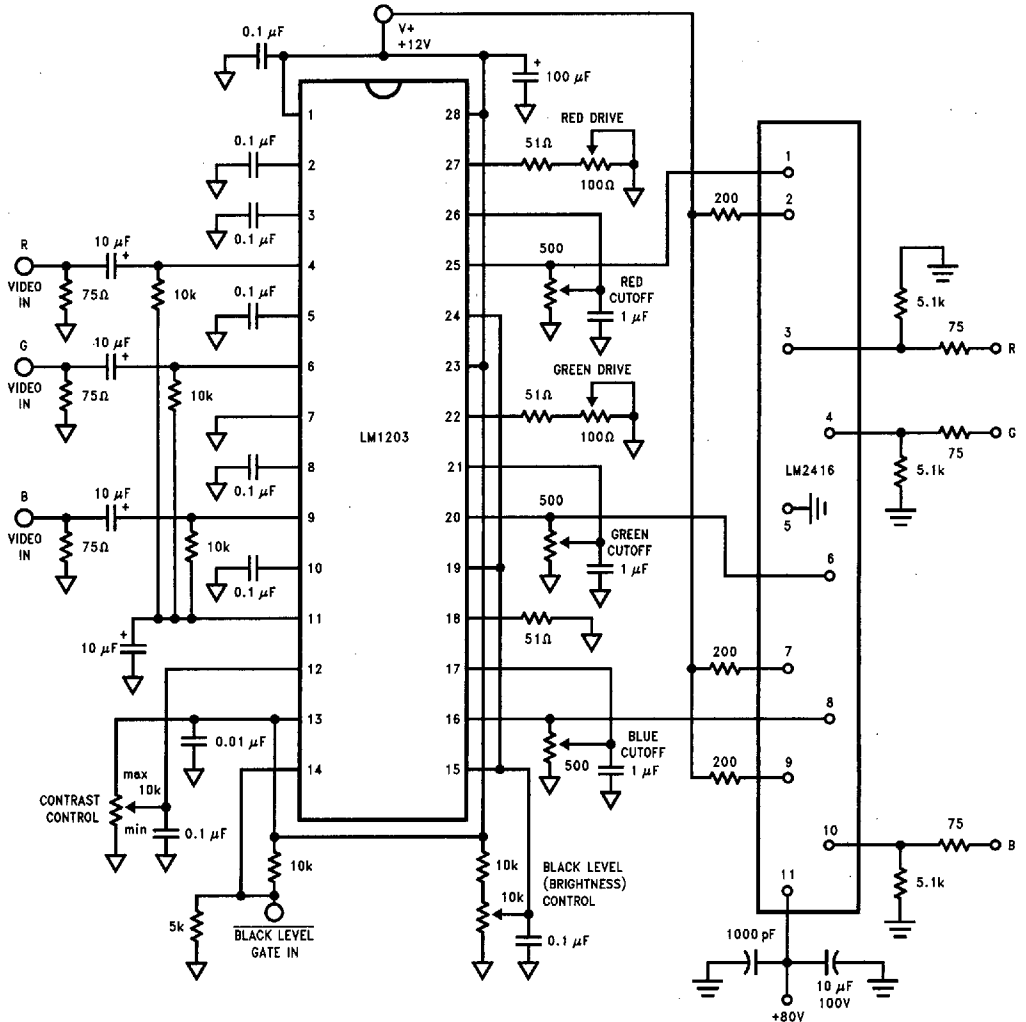 V+
+12V
0.1 µF
100 µF
1
28
RED DRIVE
0.1 µF
51Ω
2
27
100Ω
1
0.1 µF
3
26
200
2
R
VIDEO
IN
10 µF
+
75Ω
10k
4
25
500
RED
CUTOFF
1 µF
0.1 µF
5
24
5.1k
G
VIDEO
IN
10 µF
+
75Ω
10k
6
23
3
75
R
GREEN DRIVE
51Ω
7
22
100Ω
LM1203
4
75
G
5.1k
0.1 µF
8
21
LM2416
5
B
VIDEO
IN
10 µF
+
75Ω
10k
9
20
500
GREEN
CUTOFF
1 µF
0.1 µF
10
19
6
10 µF
+
11
18
51Ω
12
17
200
7
13
16
8
0.01 µF
BLUE
CUTOFF
500
1 µF
14
15
200
9
CONTRAST
CONTROL
max
10k
min
0.1 µF
10
75
B
5.1k
10k
10k
10k
BLACK LEVEL
(BRIGHTNESS)
CONTROL
11
5k
BLACK LEVEL
GATE IN
0.1 µF
1000 pF
10 µF
100V
+80V
+